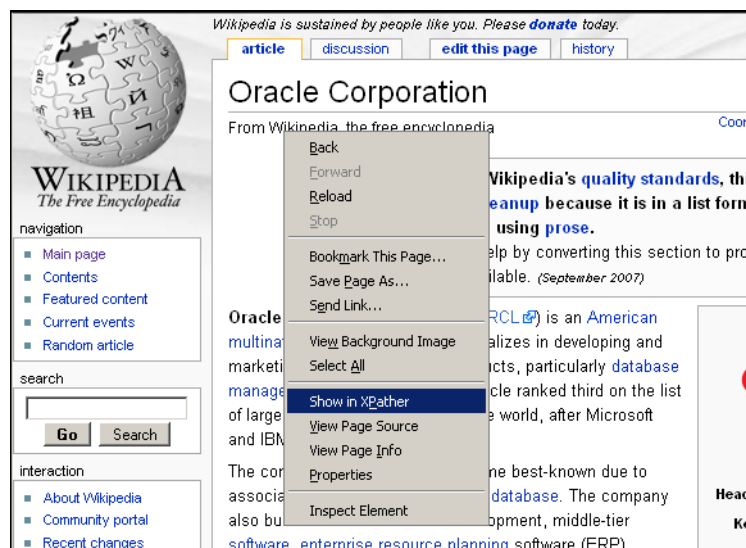 Wikipedia is sustained by people like you. Please donate today.
article discussion edit this page history
Oracle Corporation
From Wikipedia, the free encyclopedia
Coor
WIKIPEDIA
The Free Encyclopedia
navigation
Main page
Contents
Featured content
Current events
Random article
search
Go Search
interaction
About Wikipedia
Community portal
Recent changes
Back
Forward
Reload
Stop
Bookmark This Page...
Save Page As...
Send Link...
View Background Image
Select All
Show in XPather
View Page Source
View Page Info
Properties
Inspect Element
Wikipedia's quality standards, thi
eanup because it is in a list form
using prose.
elp by converting this section to pro
ilable. (September 2007)
Oracle RCL) is an American
multina alizes in developing and
marketi cts, particularly database
manage cle ranked third on the list
of large e world, after Microsoft
and IBM
The cor me best-known due to
associa database. The company
also bu opment, middle-tier
software, enterprise resource planning software (ERP)
Head
Ke